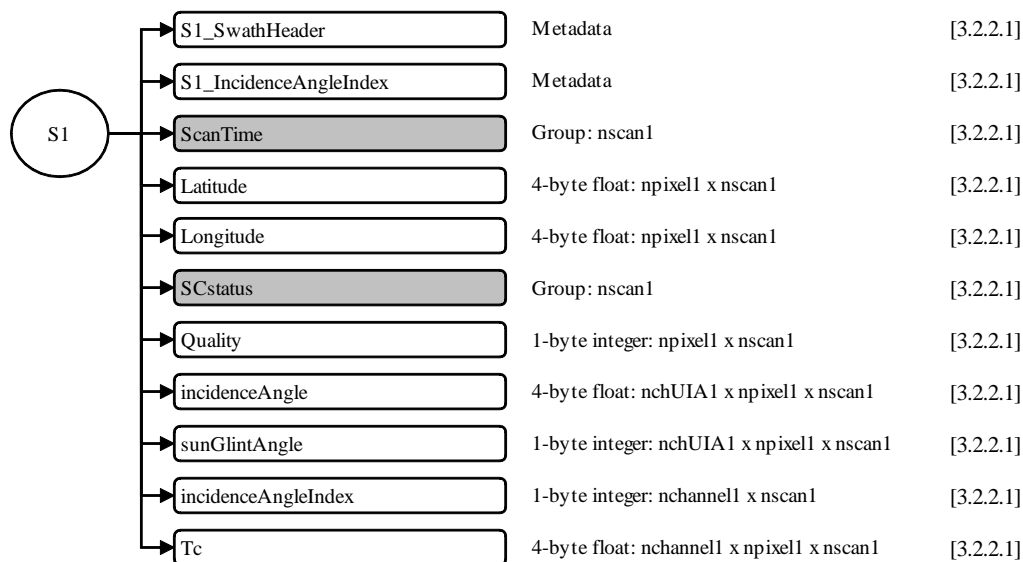 S1_SwathHeader Metadata [3.2.2.1]
S1_IncidenceAngleIndex Metadata [3.2.2.1]
S1
ScanTime Group: nscan1 [3.2.2.1]
Latitude 4-byte float: npixel1 x nscan1 [3.2.2.1]
Longitude 4-byte float: npixel1 x nscan1 [3.2.2.1]
SCstatus Group: nscan1 [3.2.2.1]
Quality 1-byte integer: npixel1 x nscan1 [3.2.2.1]
incidenceAngle 4-byte float: nchUIA1 x npixel1 x nscan1 [3.2.2.1]
sunGlintAngle 1-byte integer: nchUIA1 x npixel1 x nscan1 [3.2.2.1]
incidenceAngleIndex 1-byte integer: nchannel1 x nscan1 [3.2.2.1]
Tc 4-byte float: nchannel1 x npixel1 x nscan1 [3.2.2.1]